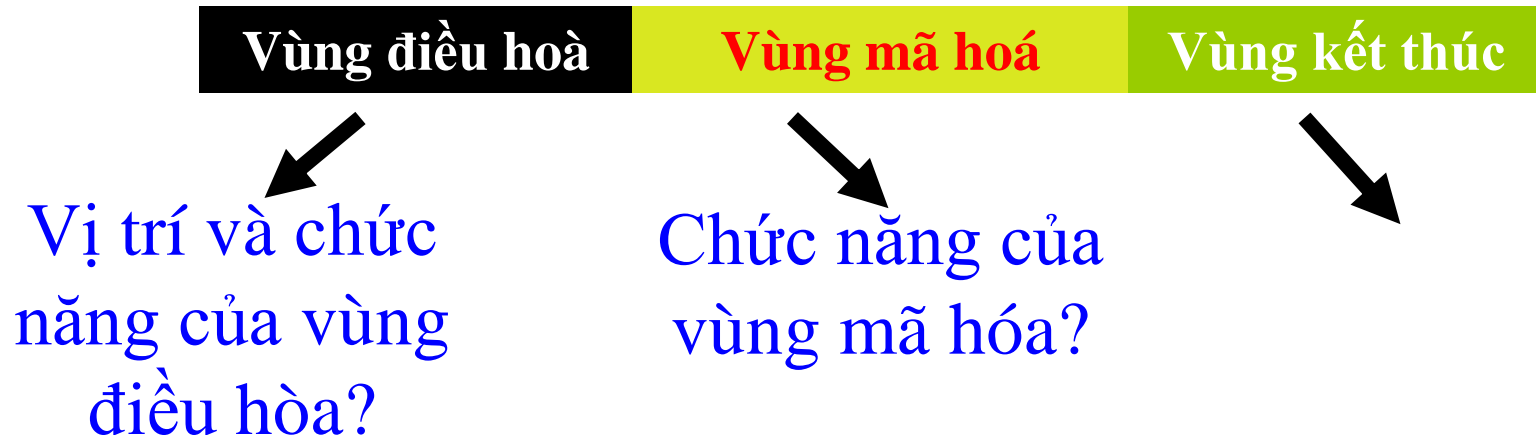 Vùng điều hoà Vùng mã hoá Vùng kết thúc
Vị trí và chức
năng của vùng
điều hòa?
Chức năng của
vùng mã hóa?